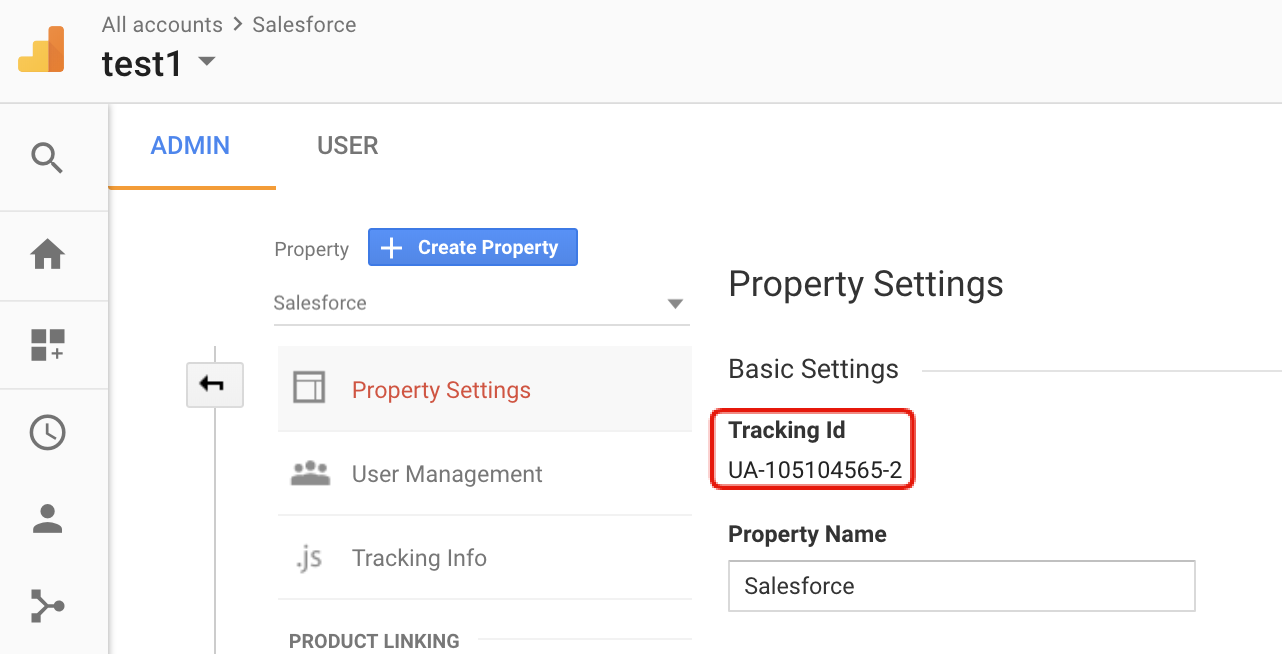 All accounts > Salesforce
test1
ADMIN
USER
Property
+ Create Property
Salesforce
Property Settings
User Management
.js Tracking Info
PRODUCT LINKING
Property Settings
Basic Settings
Tracking Id
UA-105104565-2
Property Name
Salesforce